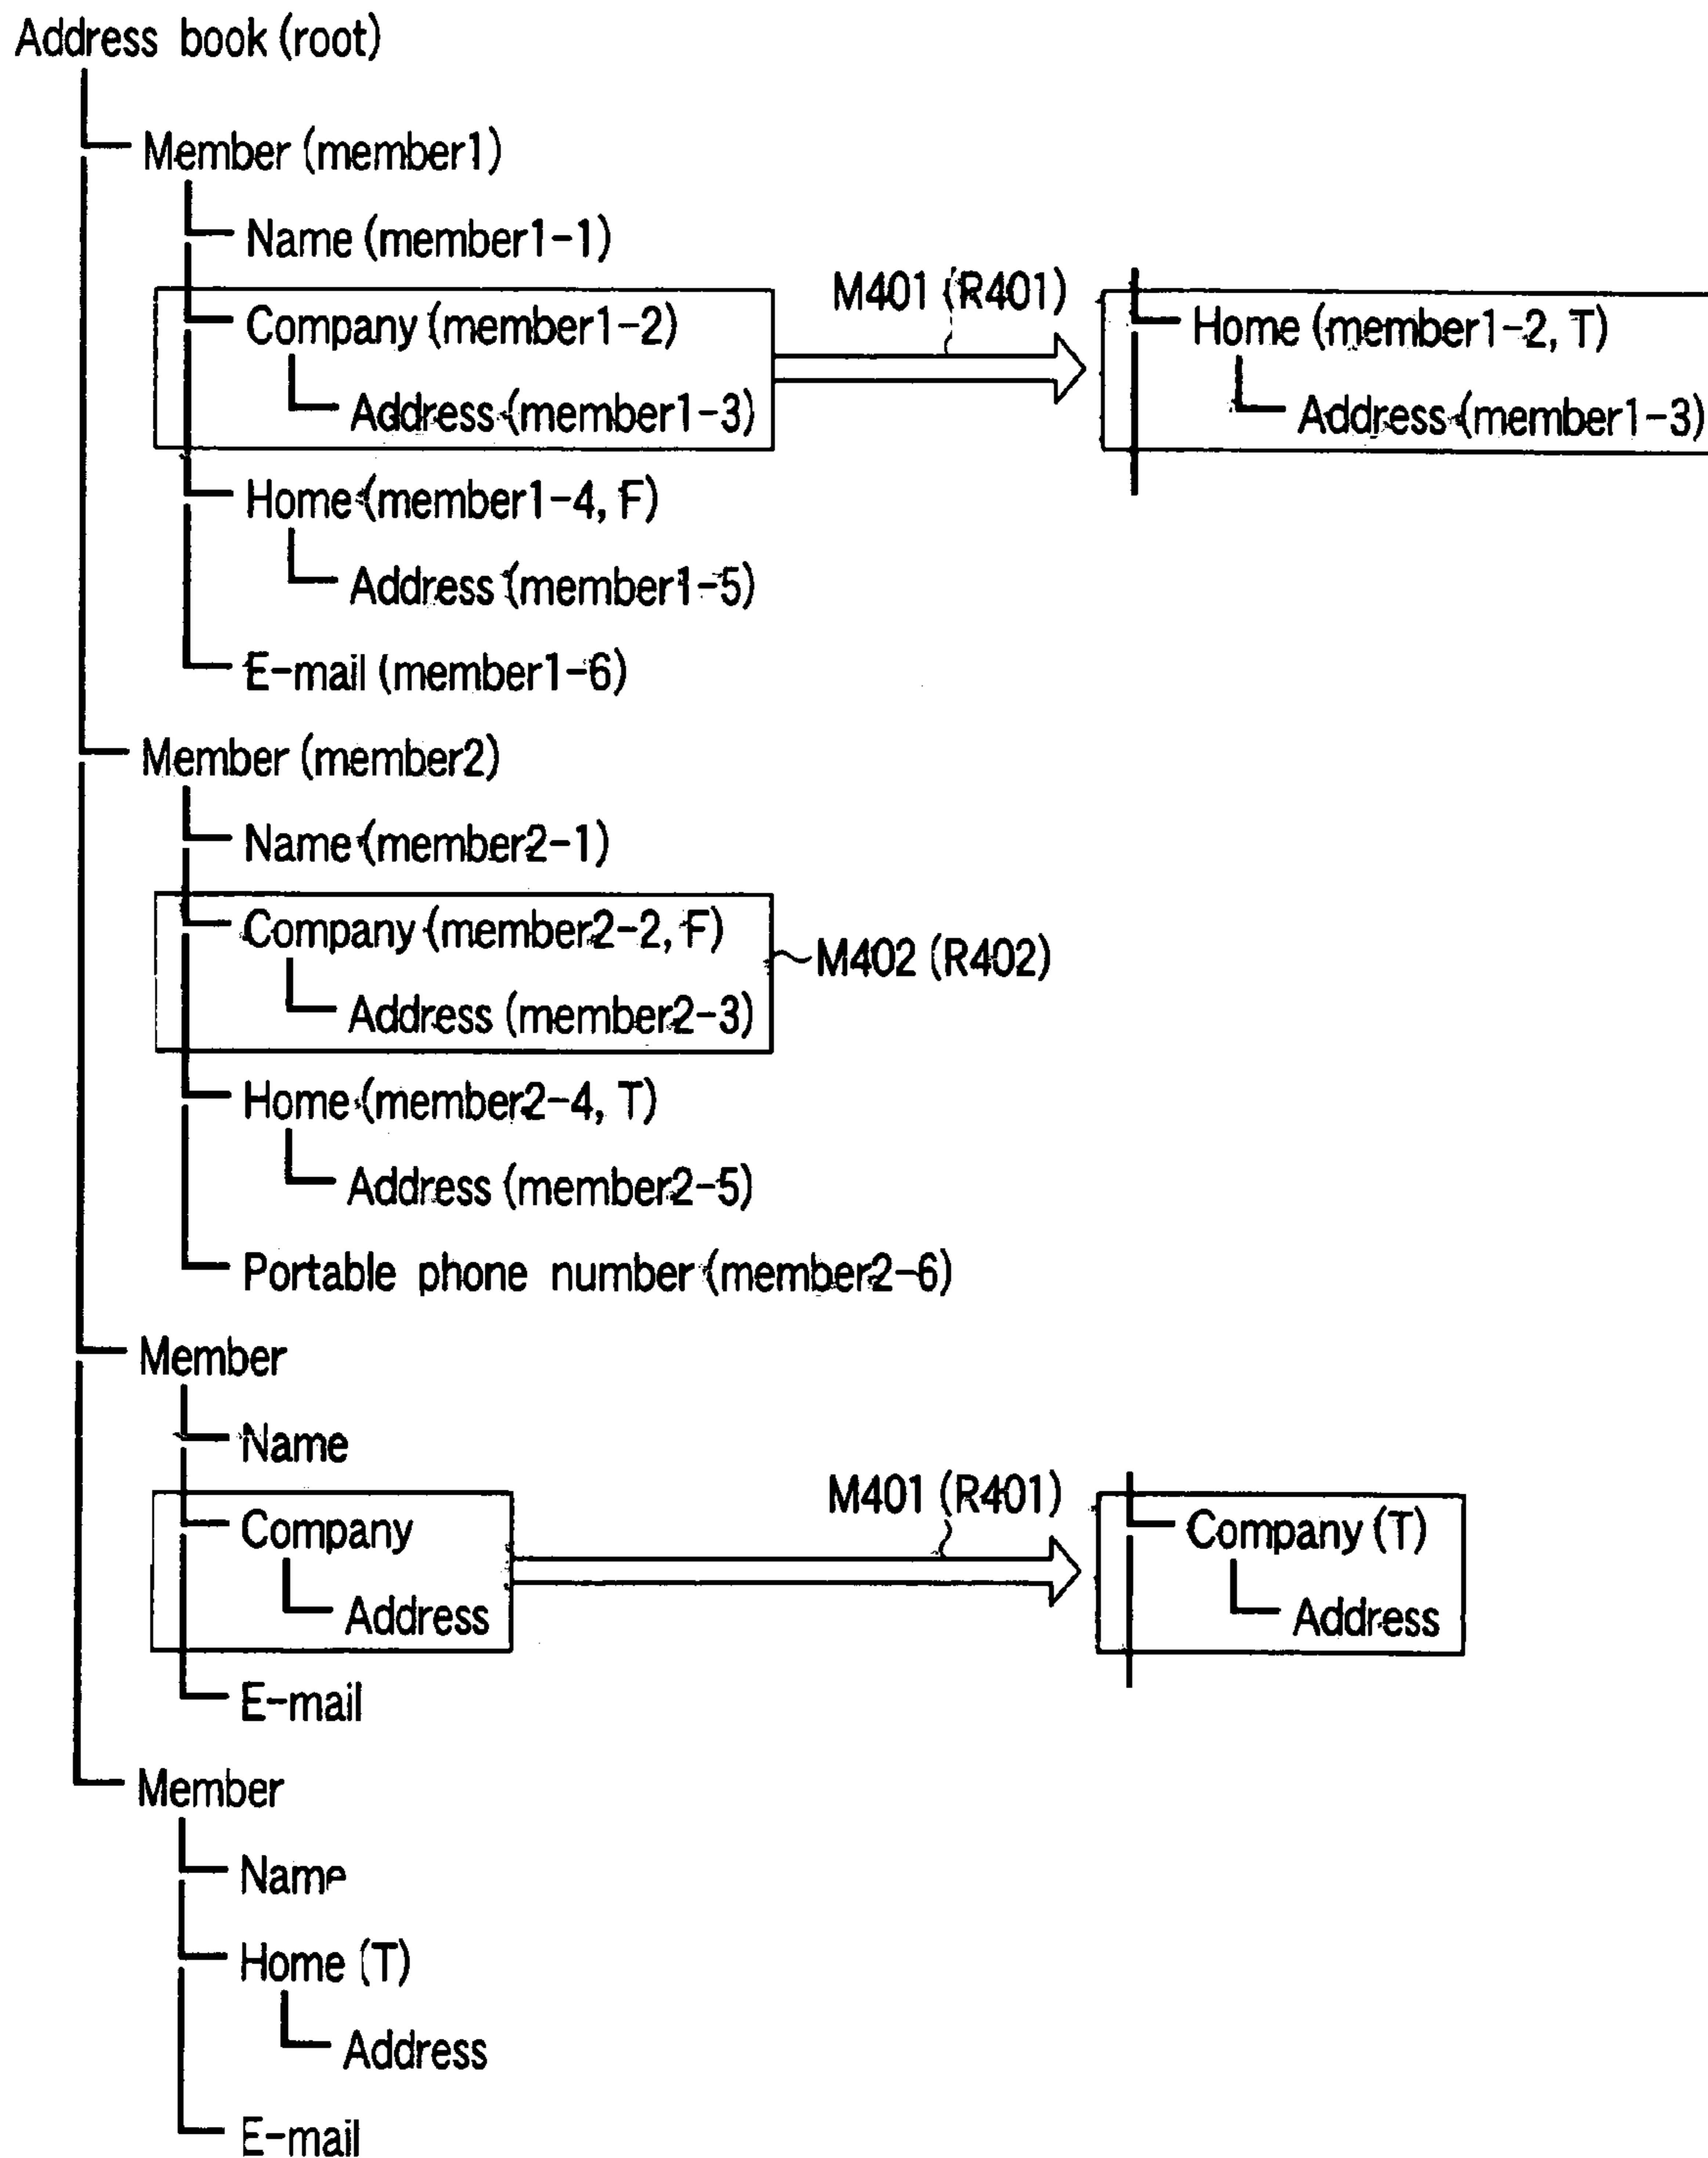 Address book (root)
Member (member1)
Name (member1-1)
M401 (R401)
Company (member1-2)
Home (member1-2, T)
Address (member1-3)
Address (member1-3)
Home (member1-4, F)
Address (member1-5)
E-mail (member1-6)
Member (member2)
Name (member2-1)
Company (member2-2, F)
M402 (R402)
Address (member2-3)
Home (member2-4, T)
Address (member2-5)
Portable phone number (member2-6)
Member
Name
M401 (R401)
Company
Company (T)
Address
Address
E-mail
Member
Name
Home (T)
Address
E-mail